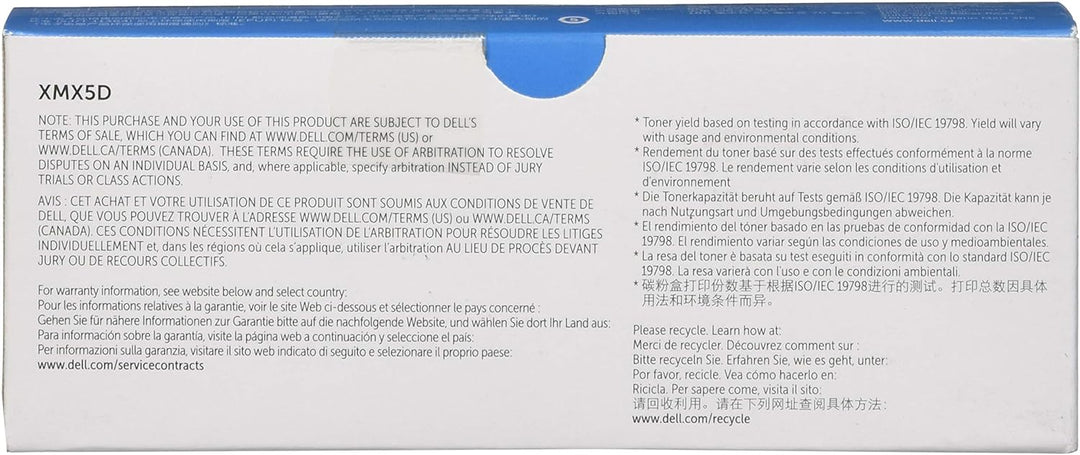 www.dell.ca
XMX5D
NOTE: THIS PURCHASE AND YOUR USE OF THIS PRODUCT ARE SUBJECT TO DELL'S
TERMS OF SALE, WHICH YOU CAN FIND AT WWW.DELL.COM/TERMS (US) or
WWW.DELL.CA/TERMS (CANADA). THESE TERMS REQUIRE THE USE OF ARBITRATION TO RESOLVE
DISPUTES ON AN INDIVIDUAL BASIS, and, where applicable, specify arbitration INSTEAD OF JURY
TRIALS OR CLASS ACTIONS.
AVIS : CET ACHAT ET VOTRE UTILISATION DE CE PRODUIT SONT SOUMIS AUX CONDITIONS DE VENTE DE
DELL, QUE VOUS POUVEZ TROUVER À L'ADRESSE WWW.DELL.COM/TERMS (US) ou WWW.DELL.CA/TERMS
(CANADA). CES CONDITIONS NÉCESSITENT L'UTILISATION DE L'ARBITRATION POUR RÉSOUDRE LES LITIGES
INDIVIDUELLEMENT et, dans les régions où cela s'applique, utiliser l'arbitration AU LIEU DE PROCÈS DEVANT
JURY OU DE RECOURS COLLECTIFS.
For warranty information, see website below and select country:
Pour les informations relatives à la garantie, voir le site Web ci-dessous et sélectionner le pays concerné :
Gehen Sie für nähere Informationen zur Garantie bitte auf die nachfolgende Website, und wählen Sie dort Ihr Land aus:
Para información sobre la garantía, visite la página web a continuación y seleccione el país:
Per informazioni sulla garanzia, visitare il sito web indicato di seguito e selezionare il proprio paese:
www.dell.com/servicecontracts
* Toner yield based on testing in accordance with ISO/IEC 19798. Yield will vary
with usage and environmental conditions.
* Rendement du toner basé sur des tests effectués conformément à la norme
ISO/IEC 19798. Le rendement varie selon les conditions d'utilisation et
d'environnement
* Die Tonerkapazität beruht auf Tests gemäß ISO/IEC 19798. Die Kapazität kann je
nach Nutzungsart und Umgebungsbedingungen abweichen.
* El rendimiento del tóner basado en las pruebas de conformidad con la ISO/IEC
19798. El rendimiento variar según las condiciones de uso y medioambientales.
* La resa del toner è basata su test eseguiti in conformità con lo standard ISO/IEC
19798. La resa varierà con l'uso e con le condizioni ambientali.
* 碳粉盒打印份数基于根据ISO/IEC 19798进行的测试。打印总数因具体
用法和环境条件而异。
Please recycle. Learn how at:
Merci de recycler. Découvrez comment sur :
Bitte recyceln Sie. Erfahren Sie, wie es geht, unter:
Por favor, recicle. Vea cómo hacerlo en:
Ricicla. Per sapere come, visita il sito:
请回收利用。请在下列网址查阅具体方法:
www.dell.com/recycle